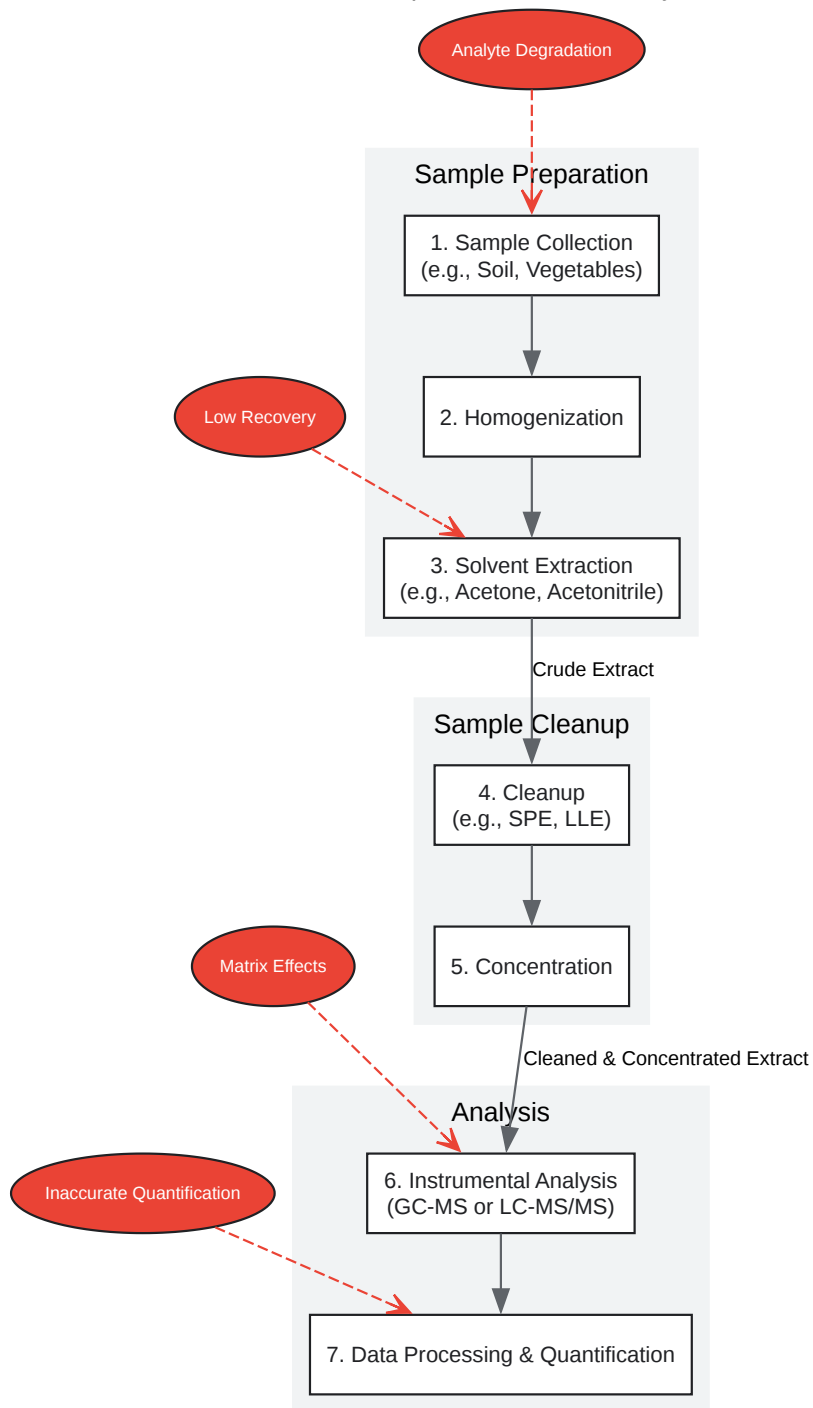 Analyte Degradation
Sample Preparation
1. Sample Collection
(e.g., Soil, Vegetables)
Low Recovery
2. Homogenization
3. Solvent Extraction
(e.g., Acetone, Acetonitrile)
Crude Extract
Sample Cleanup
4. Cleanup
(e.g., SPE, LLE)
Matrix Effects
5. Concentration
Cleaned & Concentrated Extract
Analysis
Inaccurate Quantification
6. Instrumental Analysis
(GC-MS or LC-MS/MS)
7. Data Processing & Quantification